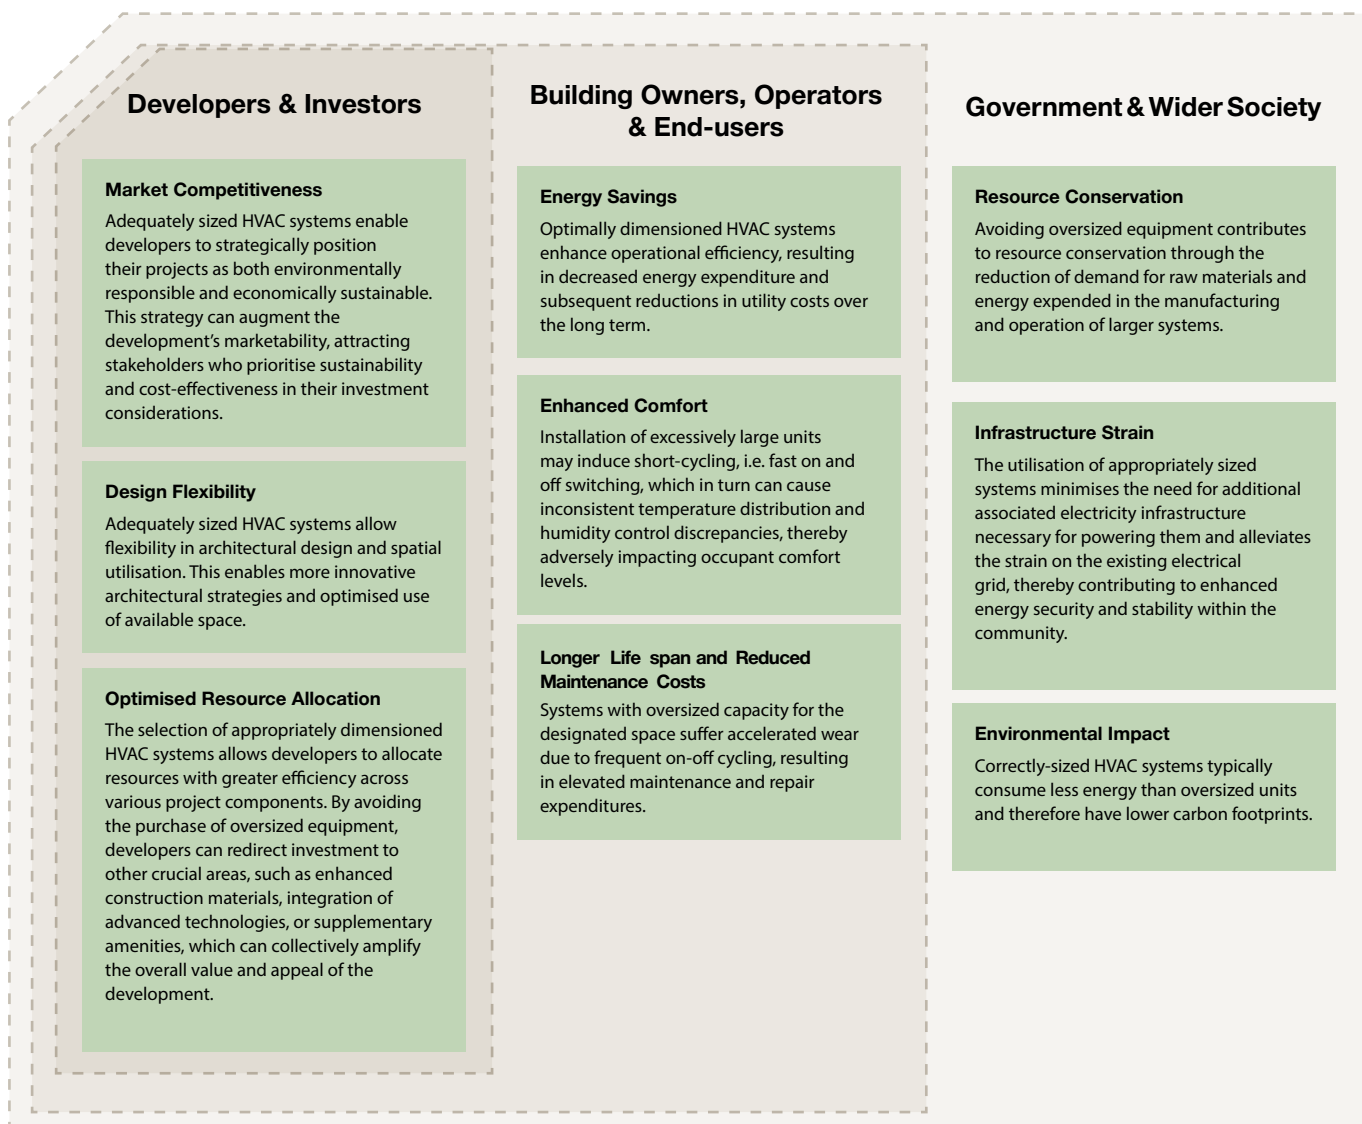 Developers & Investors
Market Competitiveness
Adequately sized HVAC systems enable
developers to strategically position
their projects as both environmentally
responsible and economically sustainable.
This strategy can augment the
development’s marketability, attracting
stakeholders who prioritise sustainability
and cost-effectiveness in their investment
considerations.
Design Flexibility
Adequately sized HVAC systems allow
flexibility in architectural design and spatial
utilisation. This enables more innovative
architectural strategies and optimised use
of available space.
Optimised Resource Allocation
The selection of appropriately dimensioned
HVAC systems allows developers to allocate
resources with greater efficiency across
various project components. By avoiding
the purchase of oversized equipment,
developers can redirect investment to
other crucial areas, such as enhanced
construction materials, integration of
advanced technologies, or supplementary
amenities, which can collectively amplify
the overall value and appeal of the
development.
Building Owners, Operators
& End-users
Energy Savings
Optimally dimensioned HVAC systems
enhance operational efficiency, resulting
in decreased energy expenditure and
subsequent reductions in utility costs over
the long term.
Enhanced Comfort
Installation of excessively large units
may induce short-cycling, i.e. fast on and
off switching, which in turn can cause
inconsistent temperature distribution and
humidity control discrepancies, thereby
adversely impacting occupant comfort
levels.
Longer Life span and Reduced
Maintenance Costs
Systems with oversized capacity for the
designated space suffer accelerated wear
due to frequent on-off cycling, resulting
in elevated maintenance and repair
expenditures.
Government & Wider Society
Resource Conservation
Avoiding oversized equipment contributes
to resource conservation through the
reduction of demand for raw materials and
energy expended in the manufacturing
and operation of larger systems.
Infrastructure Strain
The utilisation of appropriately sized
systems minimises the need for additional
associated electricity infrastructure
necessary for powering them and alleviates
the strain on the existing electrical
grid, thereby contributing to enhanced
energy security and stability within the
community.
Environmental Impact
Correctly-sized HVAC systems typically
consume less energy than oversized units
and therefore have lower carbon footprints.